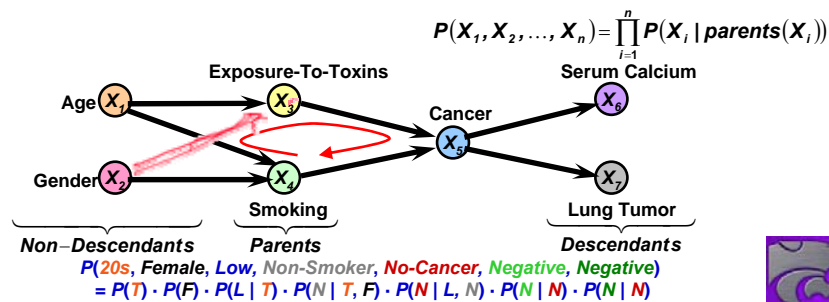 P(X₁, X₂, ..., Xₙ) = ∏ⁿᵢ₌₁ P(Xᵢ | parents(Xᵢ))
Exposure-To-Toxins
Serum Calcium
Age
X₁
X₃
Cancer
X₆
X₅
Gender
X₂
X₄
X₇
Smoking
Lung Tumor
Non–Descendants
Parents
Descendants
P(20s, Female, Low, Non-Smoker, No-Cancer, Negative, Negative)
= P(T) · P(F) · P(L | T) · P(N | T, F) · P(N | L, N) · P(N | N) · P(N | N)